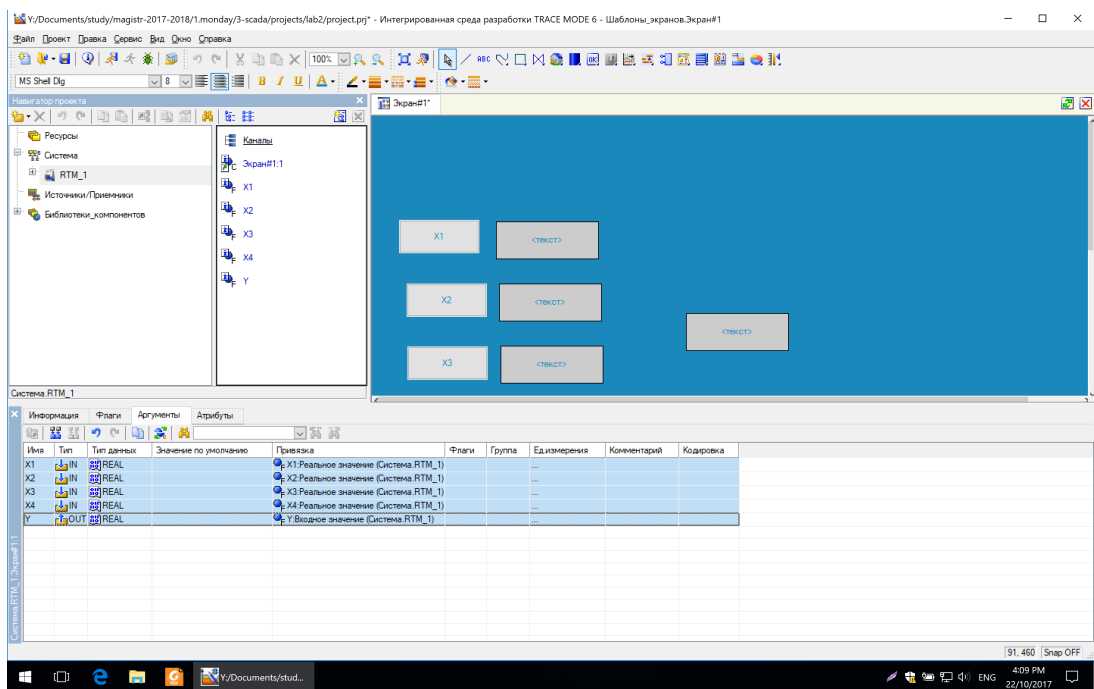 Y:/Documents/study/magistr-2017-2018/1.monday/3-scada/projects/lab2/project.prj* - Интегрированная среда разработки TRACE MODE 6 - Шаблоны_экранов.Экран#1
Файл Проект Правка Сервис Вид Окно Справка
100%
ABC
OK
MS Shell Dlg 8 B I U A
Навигатор проекта
Экран#1*
Ресурсы
Система
RTM_1
Источники/Приемники
Библиотеки_компонентов
Каналы
Экран#1:1
X1
X2
X3
X4
Y
X1 <текст>
X2 <текст>
<текст>
X3 <текст>
Система.RTM_1
Информация Флаги Аргументы Атрибуты
Имя Тип Тип данных Значение по умолчанию Привязка Флаги Группа Ед.измерения Комментарий Кодировка
X1 IN REAL X1:Реальное значение (Система.RTM_1) ...
X2 IN REAL X2:Реальное значение (Система.RTM_1) ...
X3 IN REAL X3:Реальное значение (Система.RTM_1) ...
X4 IN REAL X4:Реальное значение (Система.RTM_1) ...
Y OUT REAL Y:Входное значение (Система.RTM_1) ...
Система.RTM_1.Экран#1:1
91, 460 Snap OFF
Y:/Documents/stud...
ENG
4:09 PM
22/10/2017